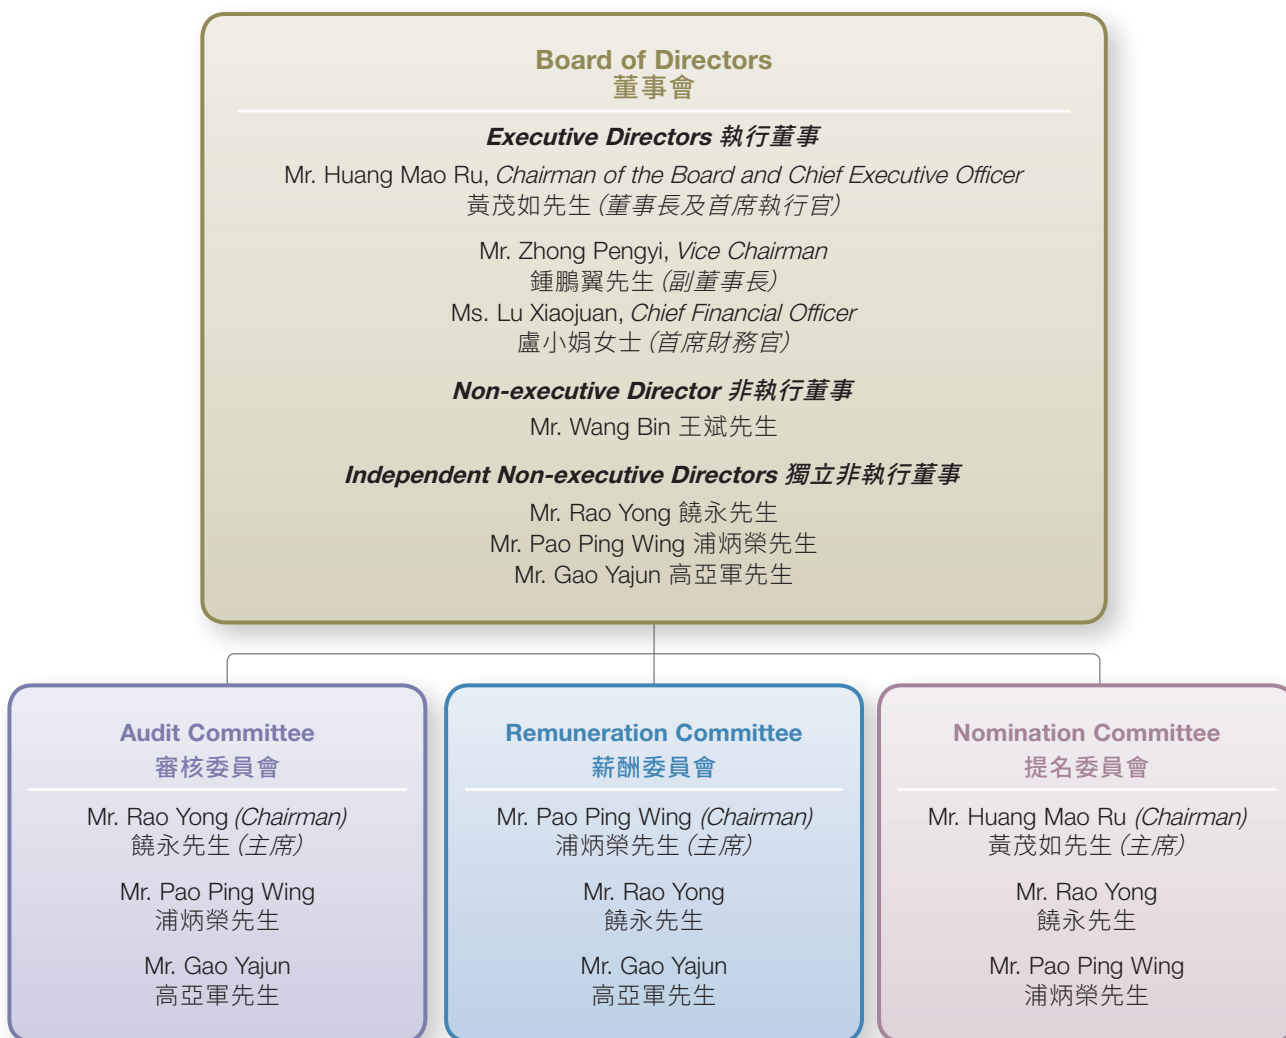 Board of Directors
董事會
Executive Directors 執行董事
Mr. Huang Mao Ru, Chairman of the Board and Chief Executive Officer
黃茂如先生(董事長及首席執行官)
Mr. Zhong Pengyi, Vice Chairman
鍾鵬翼先生(副董事長)
Ms. Lu Xiaojuan, Chief Financial Officer
盧小娟女士(首席財務官)
Non-executive Director 非執行董事
Mr. Wang Bin 王斌先生
Independent Non-executive Directors 獨立非執行董事
Mr. Rao Yong 饒永先生
Mr. Pao Ping Wing 浦炳榮先生
Mr. Gao Yajun 高亞軍先生
Audit Committee
審核委員會
Mr. Rao Yong (Chairman)
饒永先生(主席)
Mr. Pao Ping Wing
浦炳榮先生
Mr. Gao Yajun
高亞軍先生
Remuneration Committee
薪酬委員會
Mr. Pao Ping Wing (Chairman)
浦炳榮先生(主席)
Mr. Rao Yong
饒永先生
Mr. Gao Yajun
高亞軍先生
Nomination Committee
提名委員會
Mr. Huang Mao Ru (Chairman)
黃茂如先生(主席)
Mr. Rao Yong
饒永先生
Mr. Pao Ping Wing
浦炳榮先生